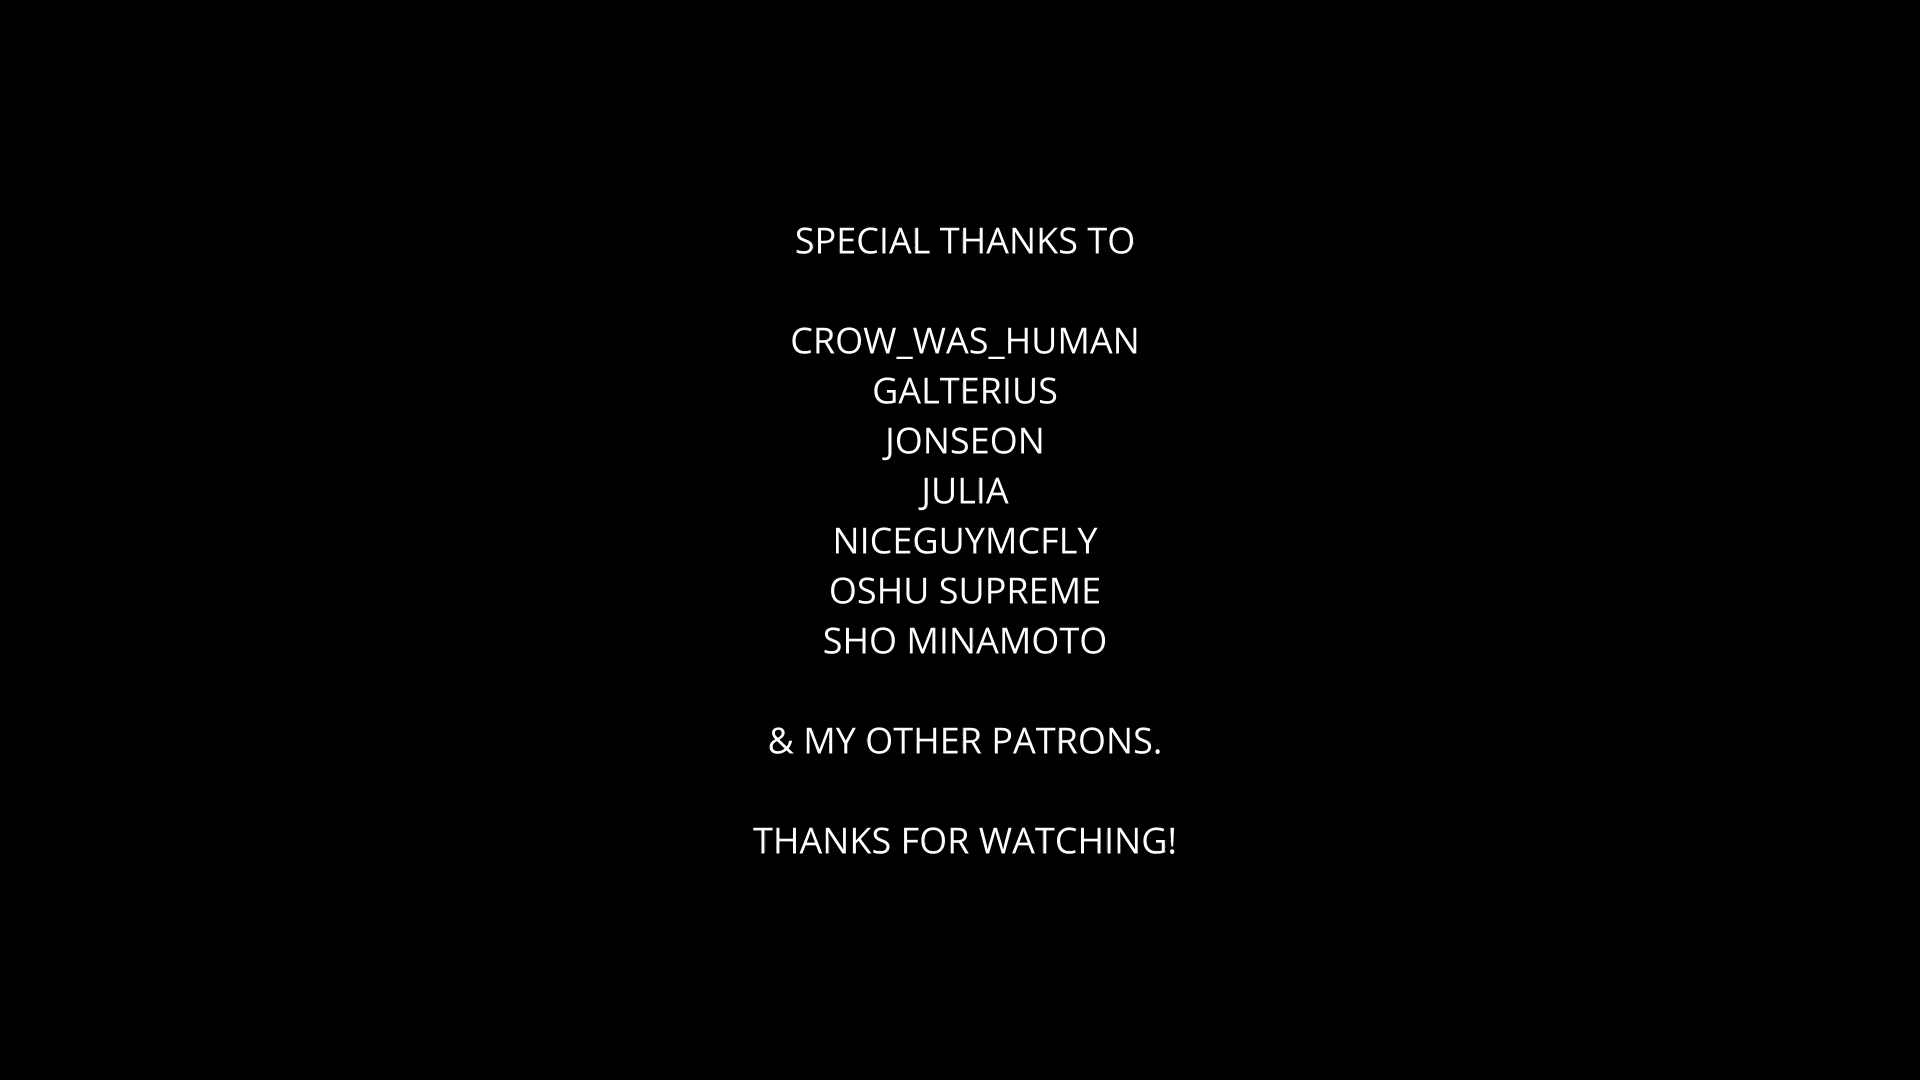 SPECIAL THANKS TO
CROW_WAS_HUMAN
GALTERIUS
JONSEON
JULIA
NICEGUYMCFLY
OSHU SUPREME
SHO MINAMOTO
& MY OTHER PATRONS.
THANKS FOR WATCHING!